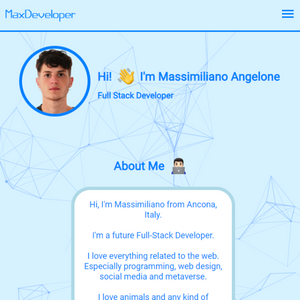 MaxDeveloper
Hi! 👋 I'm Massimiliano Angelone
Full Stack Developer
About Me 👨🏻‍💻
Hi, I'm Massimiliano from Ancona,
Italy.
I'm a future Full-Stack Developer.
I love everything related to the web.
Especially programming, web design,
social media and metaverse.
I love animals and any kind of